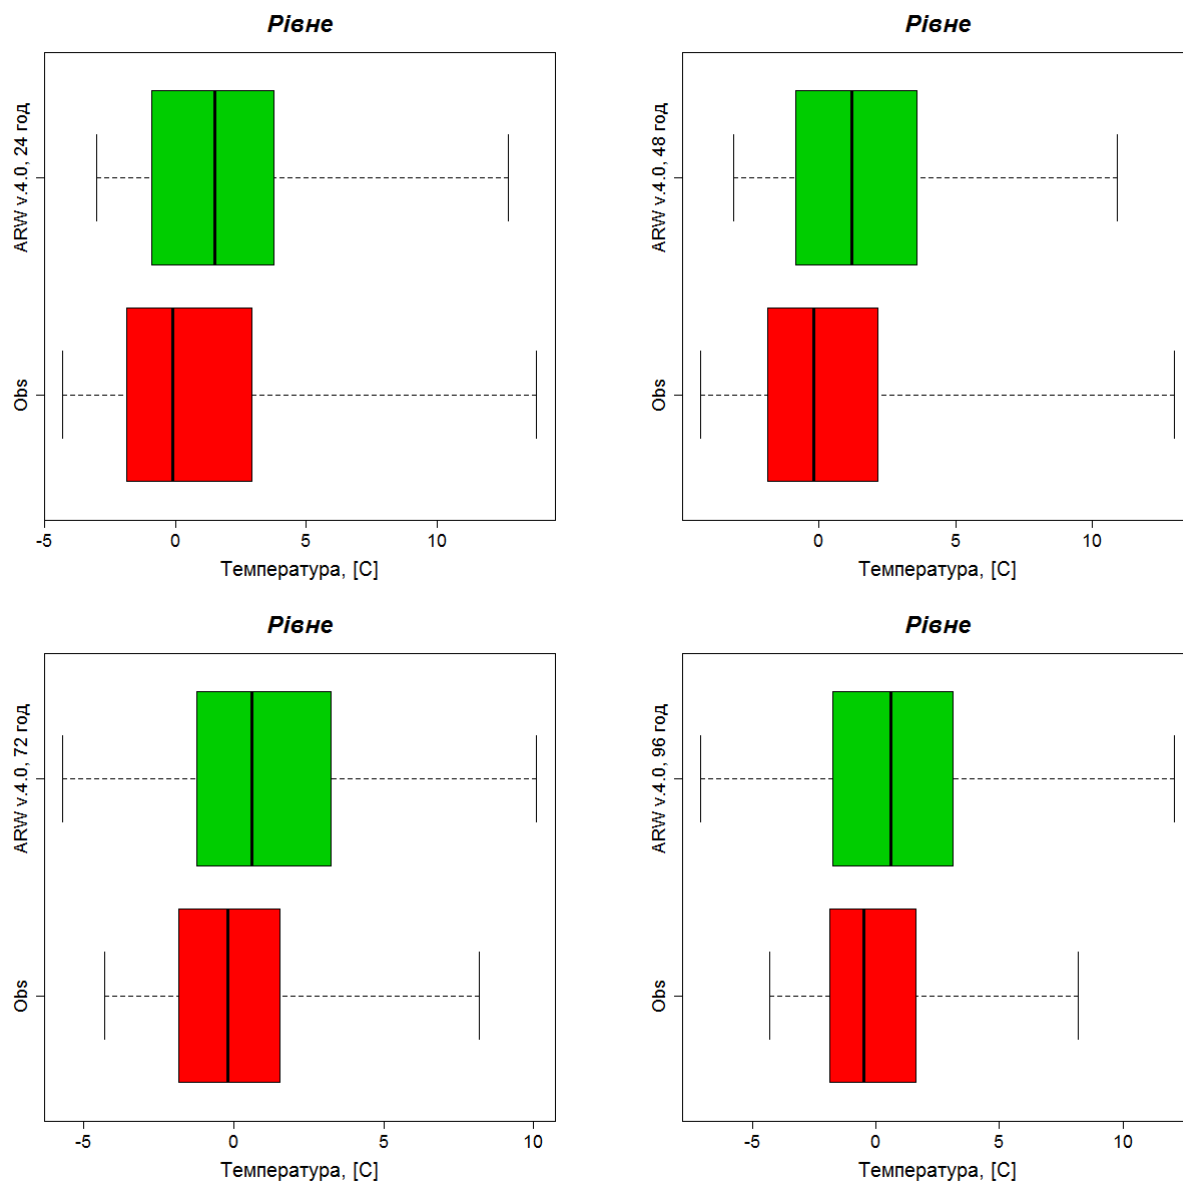 Рівне
ARW v.4.0, 24 год
Obs
-5 0 5 10
Температура, [C]
Рівне
ARW v.4.0, 48 год
Obs
0 5 10
Температура, [C]
Рівне
ARW v.4.0, 72 год
Obs
-5 0 5 10
Температура, [C]
Рівне
ARW v.4.0, 96 год
Obs
-5 0 5 10
Температура, [C]